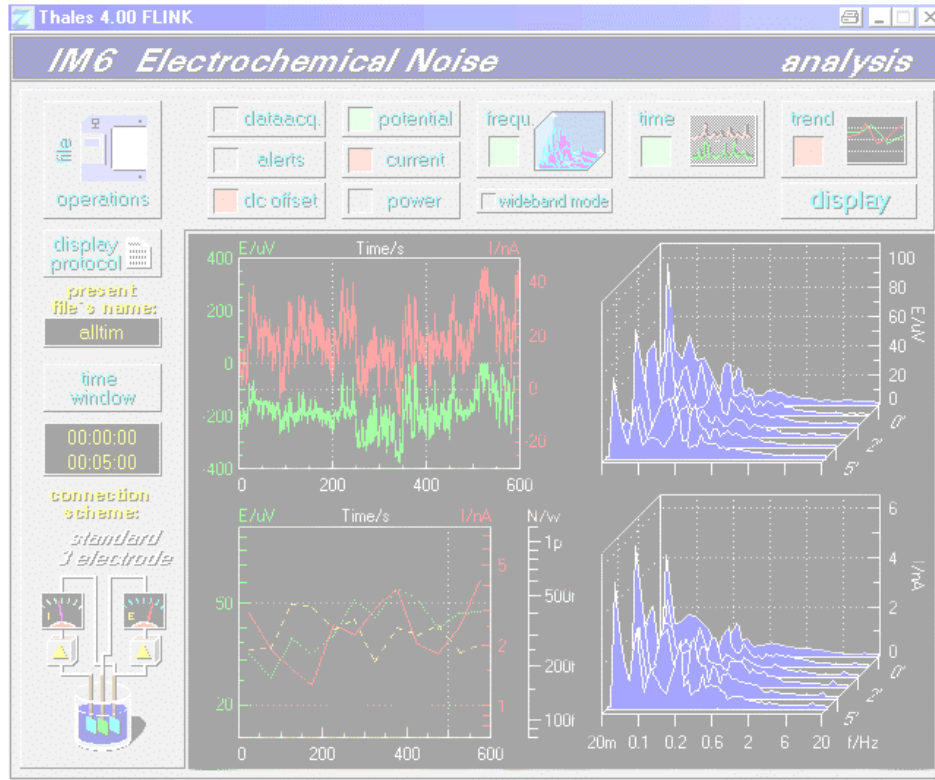 Thales 4.00 FLINK
IM6 Electrochemical Noise analysis
file
operations
dataacq.
alerts
dc offset
potential
current
power
frequ.
wideband mode
time
trend
display
display
protocol
present
file`s name:
alltim
time
window
00:00:00
00:05:00
connection
scheme:
standard
3 electrode
I
E
E/uV Time/s I/nA
400
200
0
-200
-400
40
20
0
-20
0 200 400 600
100
80
60
40
20
0
E/uV
0'
2'
5'
E/uV Time/s I/nA N/w
50
20
5
2
1
1p
500f
200f
100f
0 200 400 600
6
4
2
0
I/nA
0'
2'
5'
20m 0.1 0.2 0.6 2 6 20 f/Hz